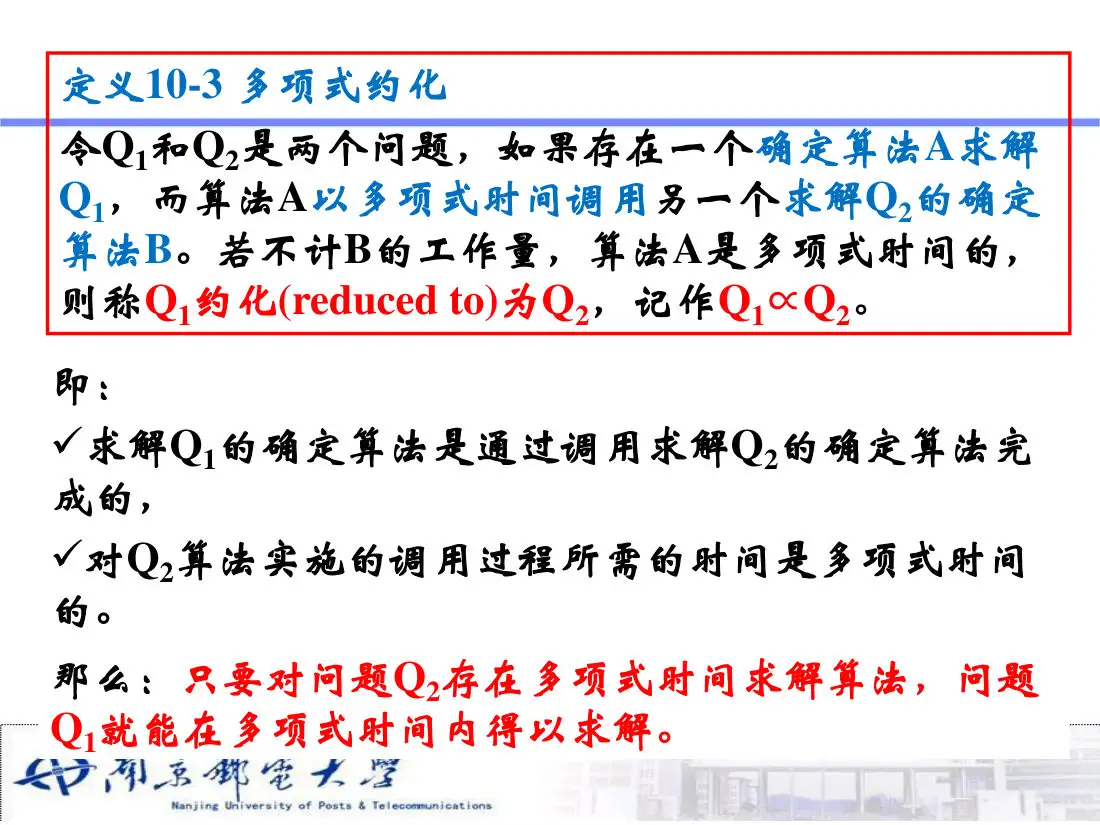 定义10-3 多项式约化
令Q1和Q2是两个问题，如果存在一个确定算法A求解
Q1，而算法A以多项式时间调用另一个求解Q2的确定
算法B。若不计B的工作量，算法A是多项式时间的，
则称Q1约化(reduced to)为Q2，记作Q1∝Q2。
即：
✓求解Q1的确定算法是通过调用求解Q2的确定算法完
成的，
✓对Q2算法实施的调用过程所需的时间是多项式时间
的。
那么：只要对问题Q2存在多项式时间求解算法，问题
Q1就能在多项式时间内得以求解。
南京邮电大学
Nanjing University of Posts & Telecommunications